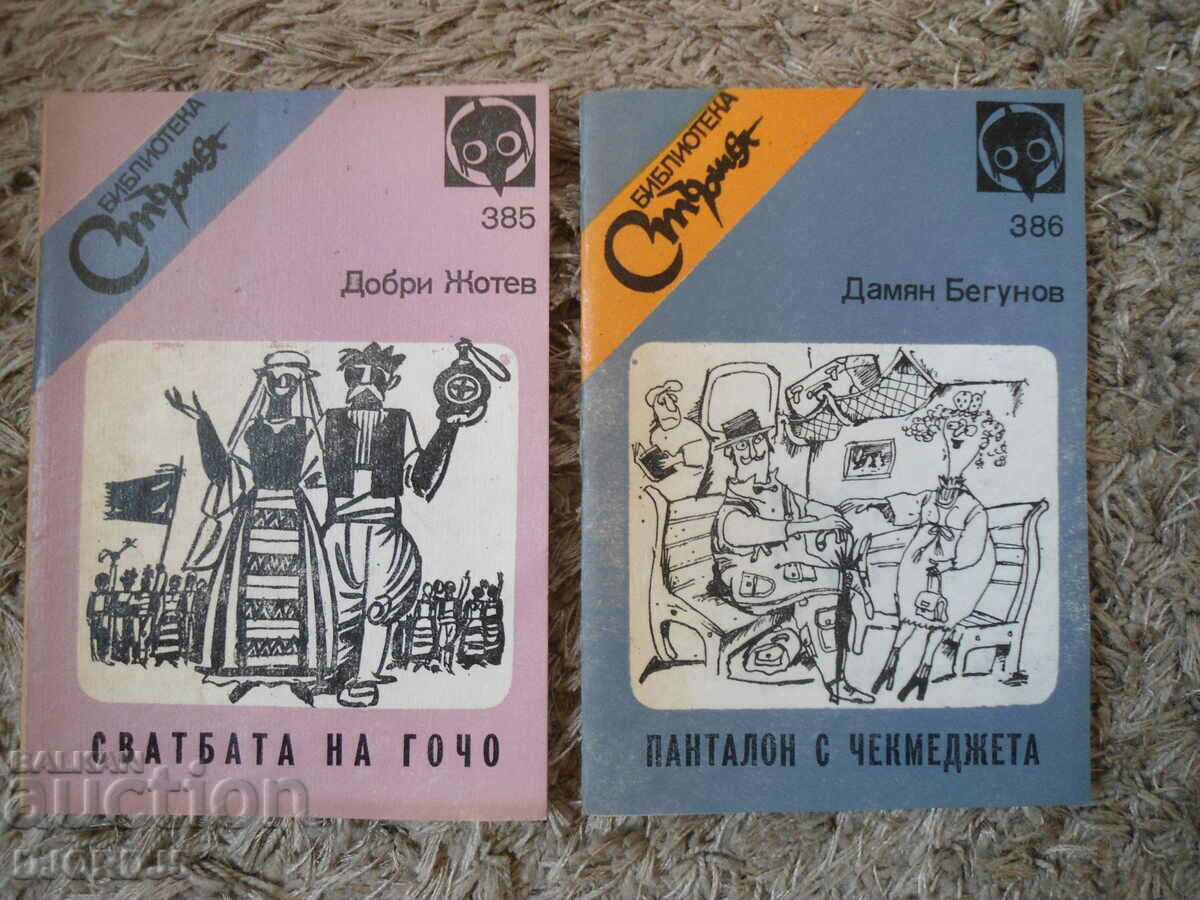 БИБЛИОТЕКА
Стършел
385
Добри Жотев
СВАТБАТА НА ГОЧО
БИБЛИОТЕКА
Стършел
386
Дамян Бегунов
ПАНТАЛОН С ЧЕКМЕДЖЕТА
BALKAN
auction